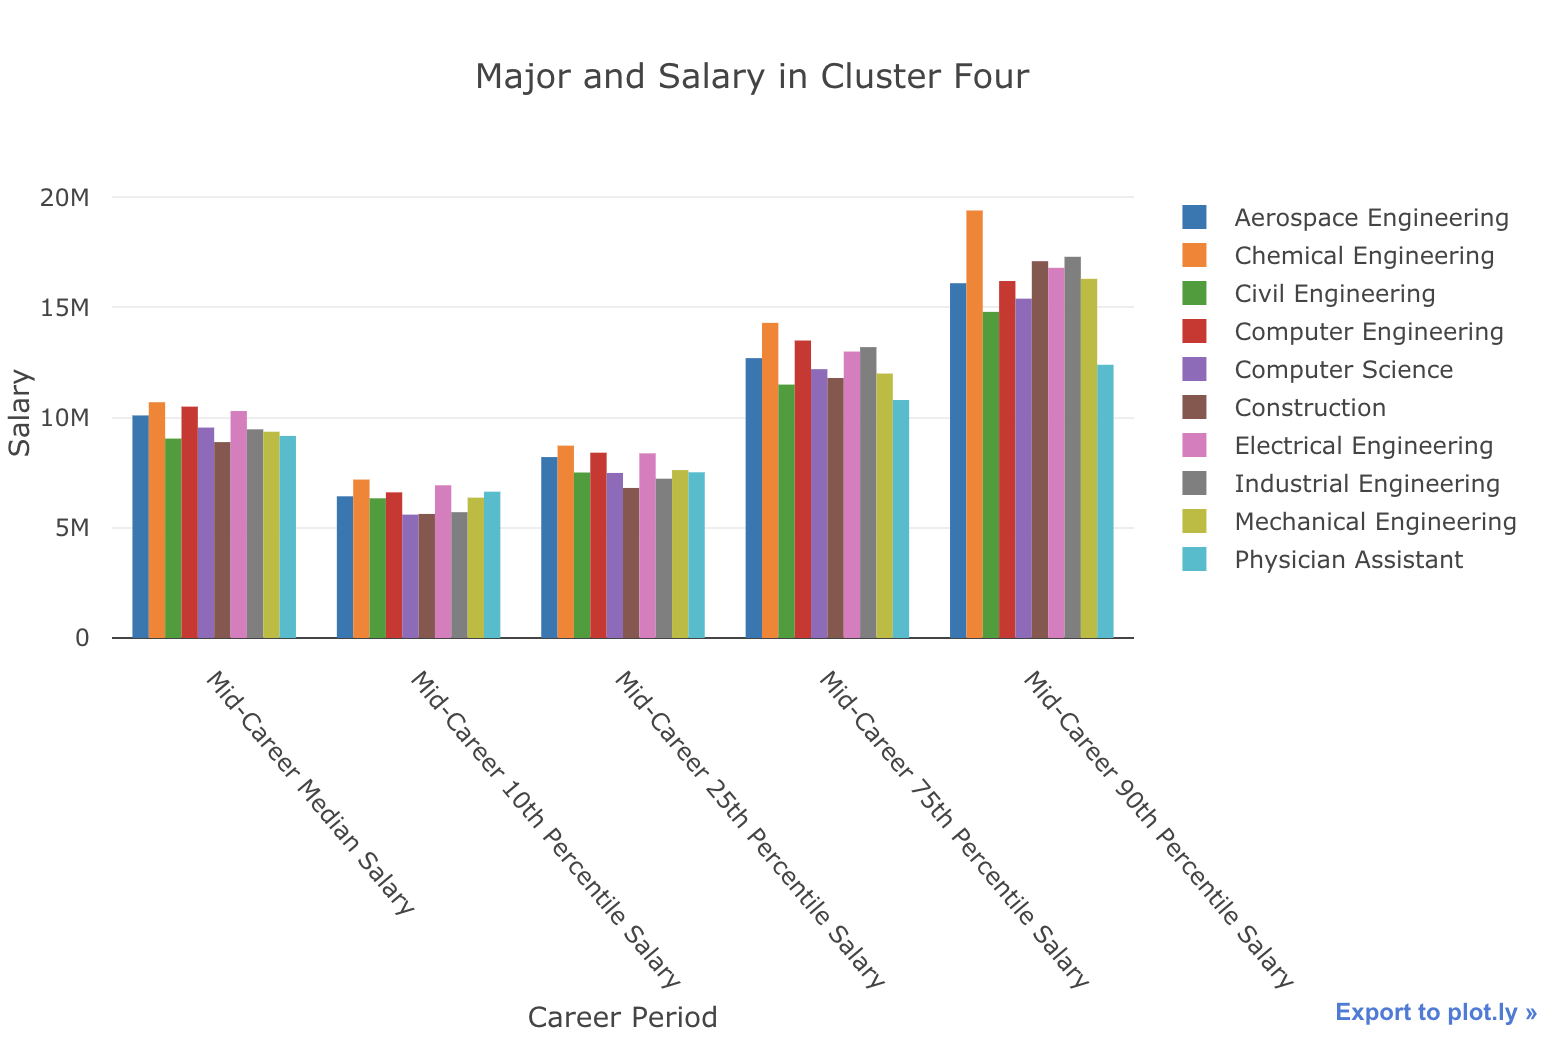 Major and Salary in Cluster Four
20M
15M
10M
5M
0
Salary
Mid-Career Median Salary
Mid-Career 10th Percentile Salary
Mid-Career 25th Percentile Salary
Mid-Career 75th Percentile Salary
Mid-Career 90th Percentile Salary
Career Period
Aerospace Engineering
Chemical Engineering
Civil Engineering
Computer Engineering
Computer Science
Construction
Electrical Engineering
Industrial Engineering
Mechanical Engineering
Physician Assistant
Export to plot.ly »